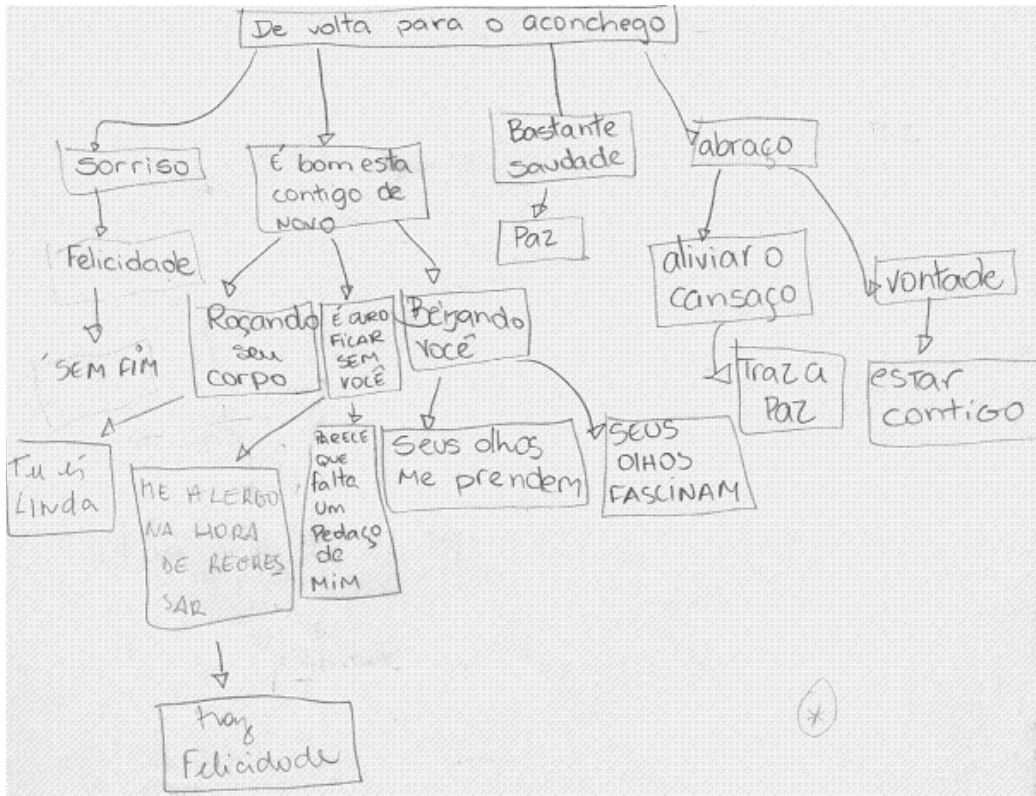 De volta para o aconchego
Sorriso
É bom esta
contigo de
NOVO
Bastante
saudade
abraço
Felicidade
Paz
aliviar o
cansaço
vontade
SEM FIM
Roçando
seu
corpo
É DURO
FICAR
SEM
VOCÊ
Beijando
você
Traz a
Paz
estar
contigo
Tu és
LINDA
ME ALEGRO
NA HORA
DE REGRES
SAR
PARECE
QUE
falta
um
Pedaço
de
MIM
Seus olhos
Me prendem
SEUS
OLHOS
FASCINAM
traz
Felicidade
*